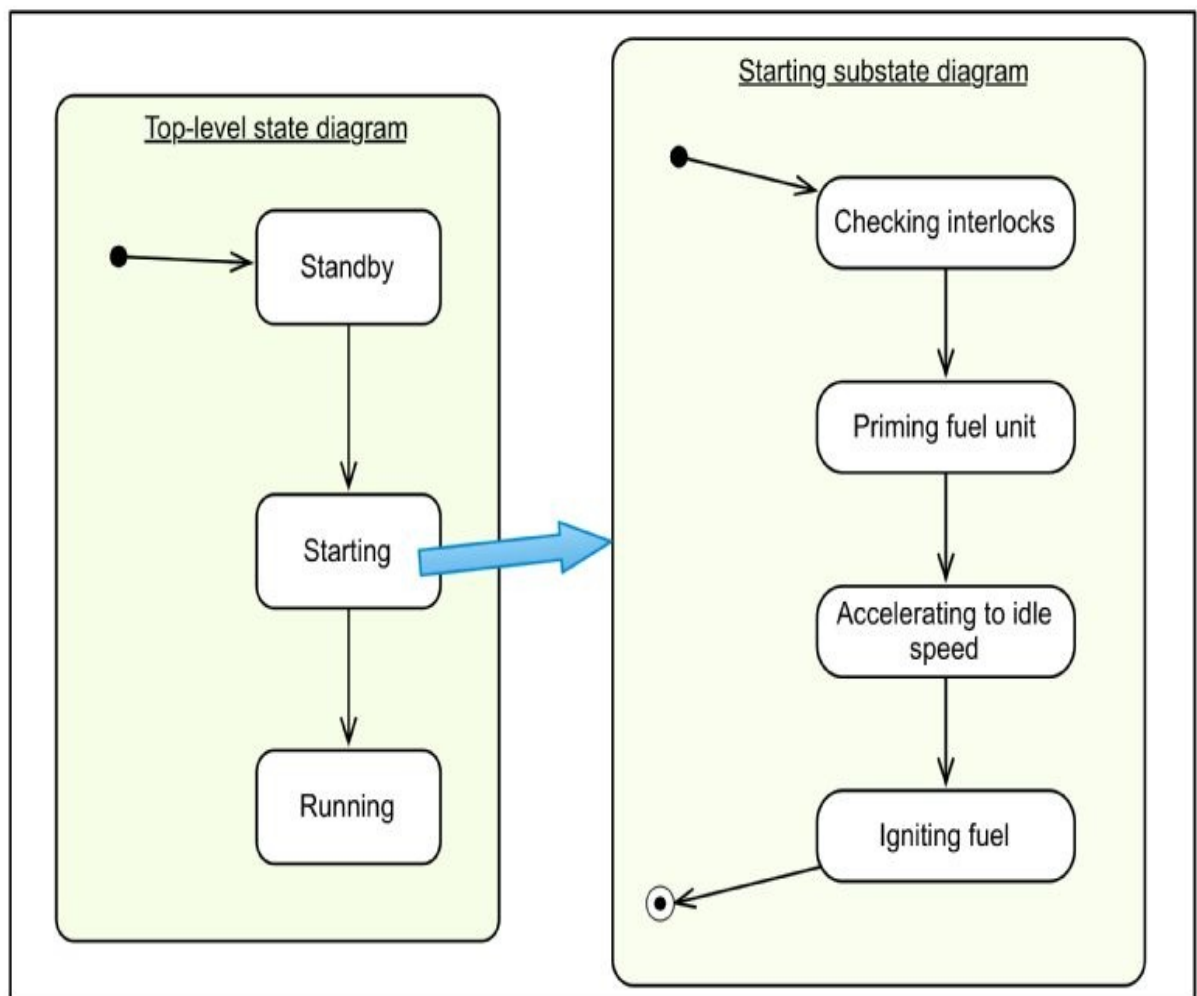 Top-level state diagram
Standby
Starting
Running
Starting substate diagram
Checking interlocks
Priming fuel unit
Accelerating to idle
speed
Igniting fuel